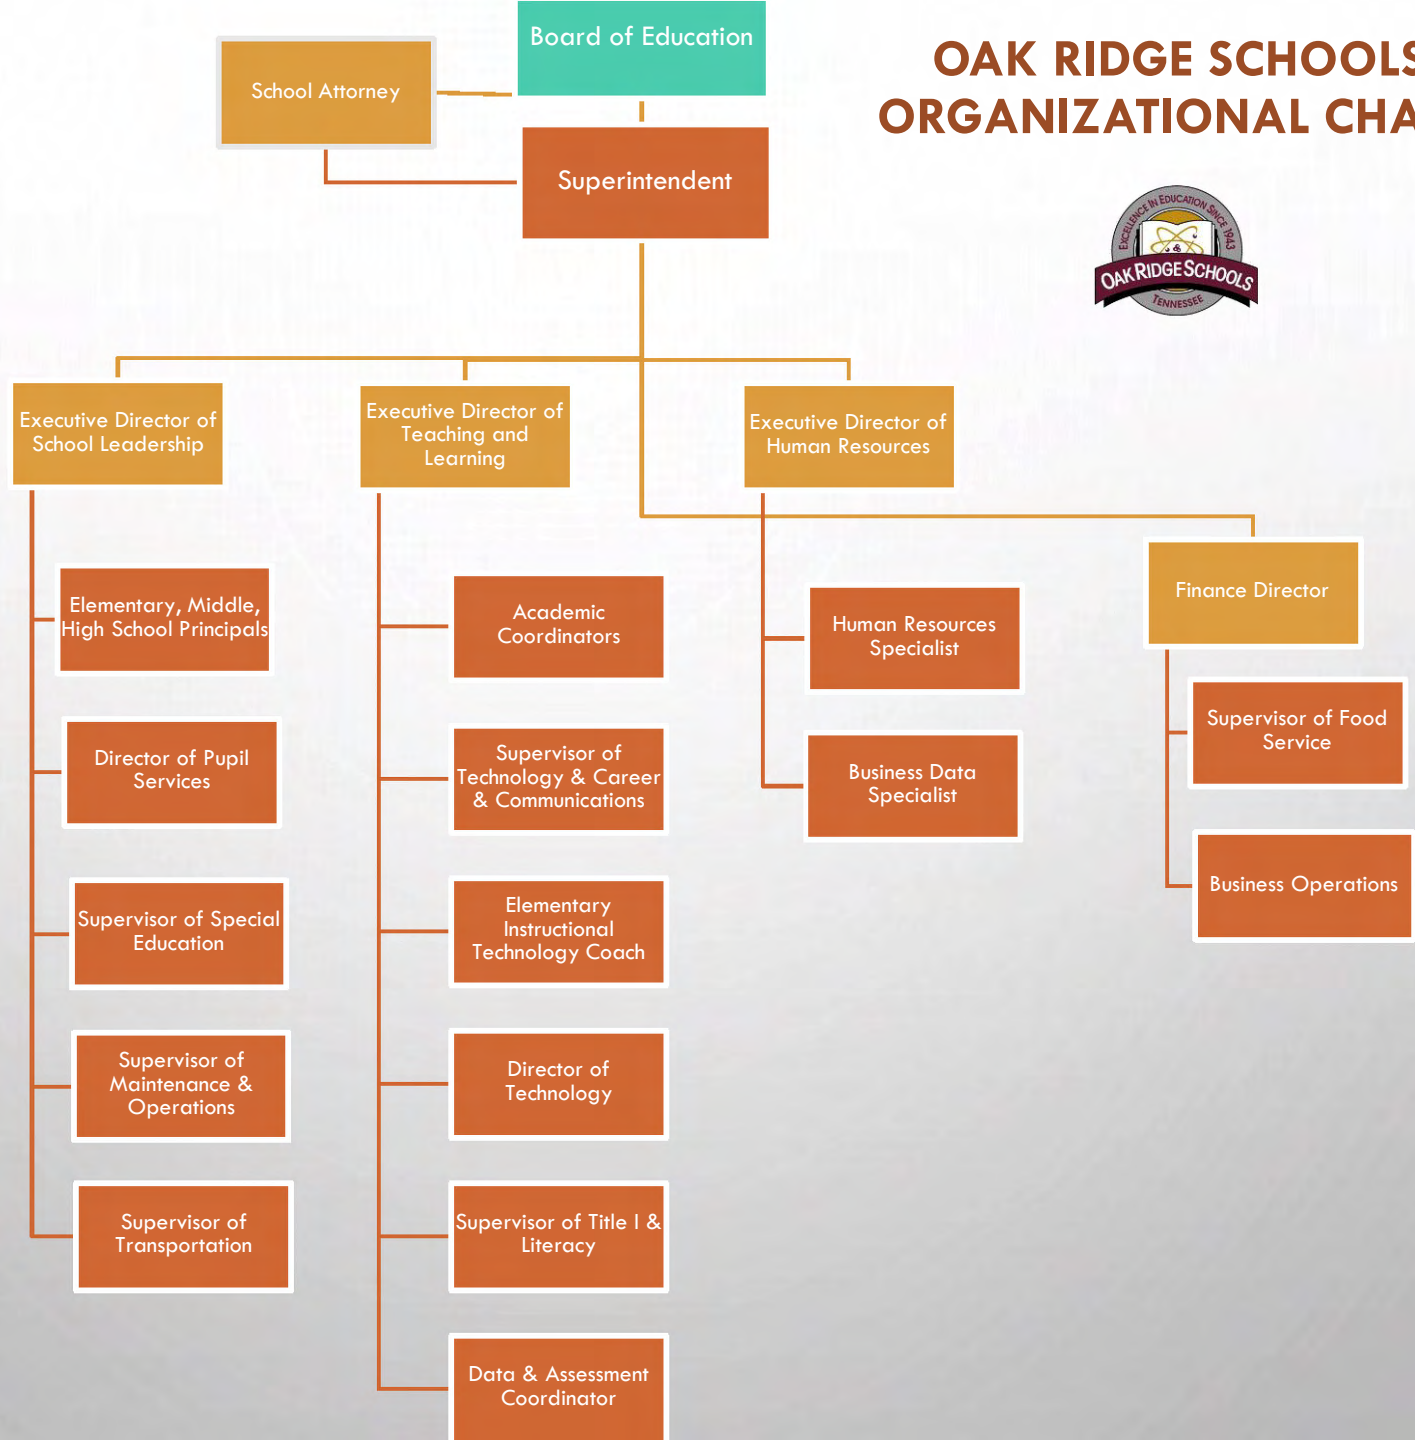 Board of Education
OAK RIDGE SCHOOLS
ORGANIZATIONAL CHA
School Attorney
Superintendent
EXCELLENCE IN EDUCATION SINCE 1943
OAK RIDGE SCHOOLS
TENNESSEE
Executive Director of
School Leadership
Executive Director of
Teaching and
Learning
Executive Director of
Human Resources
Finance Director
Elementary, Middle,
High School Principals
Director of Pupil
Services
Supervisor of Special
Education
Supervisor of
Maintenance &
Operations
Supervisor of
Transportation
Academic
Coordinators
Supervisor of
Technology & Career
& Communications
Elementary
Instructional
Technology Coach
Director of
Technology
Supervisor of Title I &
Literacy
Data & Assessment
Coordinator
Human Resources
Specialist
Business Data
Specialist
Supervisor of Food
Service
Business Operations